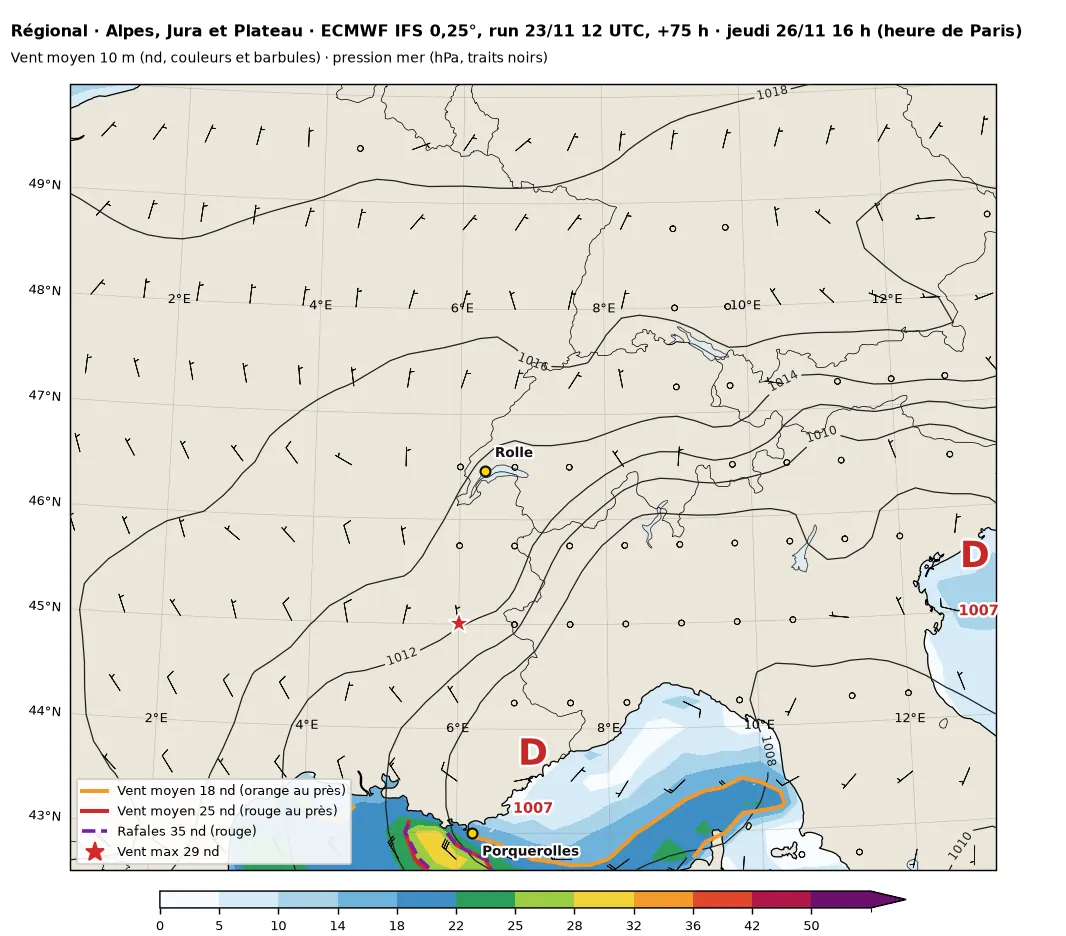 Régional · Alpes, Jura et Plateau · ECMWF IFS 0,25°, run 23/11 12 UTC, +75 h · jeudi 26/11 16 h (heure de Paris)
Vent moyen 10 m (nd, couleurs et barbules) · pression mer (hPa, traits noirs)
1018
49°N
48°N
2°E
4°E
6°E
8°E
10°E
12°E
1016
1014
47°N
1010
Rolle
46°N
D
1007
45°N
1012
44°N
2°E
4°E
6°E
8°E
10°E
12°E
D
1008
1007
43°N
Porquerolles
1010
Vent moyen 18 nd (orange au près)
Vent moyen 25 nd (rouge au près)
Rafales 35 nd (rouge)
Vent max 29 nd
0 5 10 14 18 22 25 28 32 36 42 50